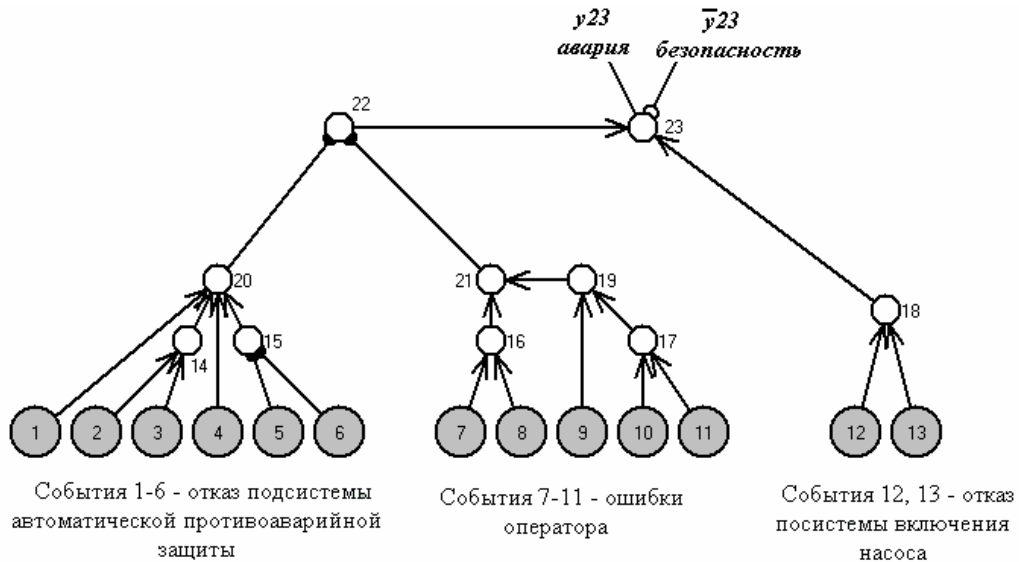 y23
авария
y23
безопасность
22
23
20
21
19
18
14
15
16
17
1
2
3
4
5
6
7
8
9
10
11
12
13
События 1-6 - отказ подсистемы
автоматической противоаварийной
защиты
События 7-11 - ошибки
оператора
События 12, 13 - отказ
посистемы включения
насоса